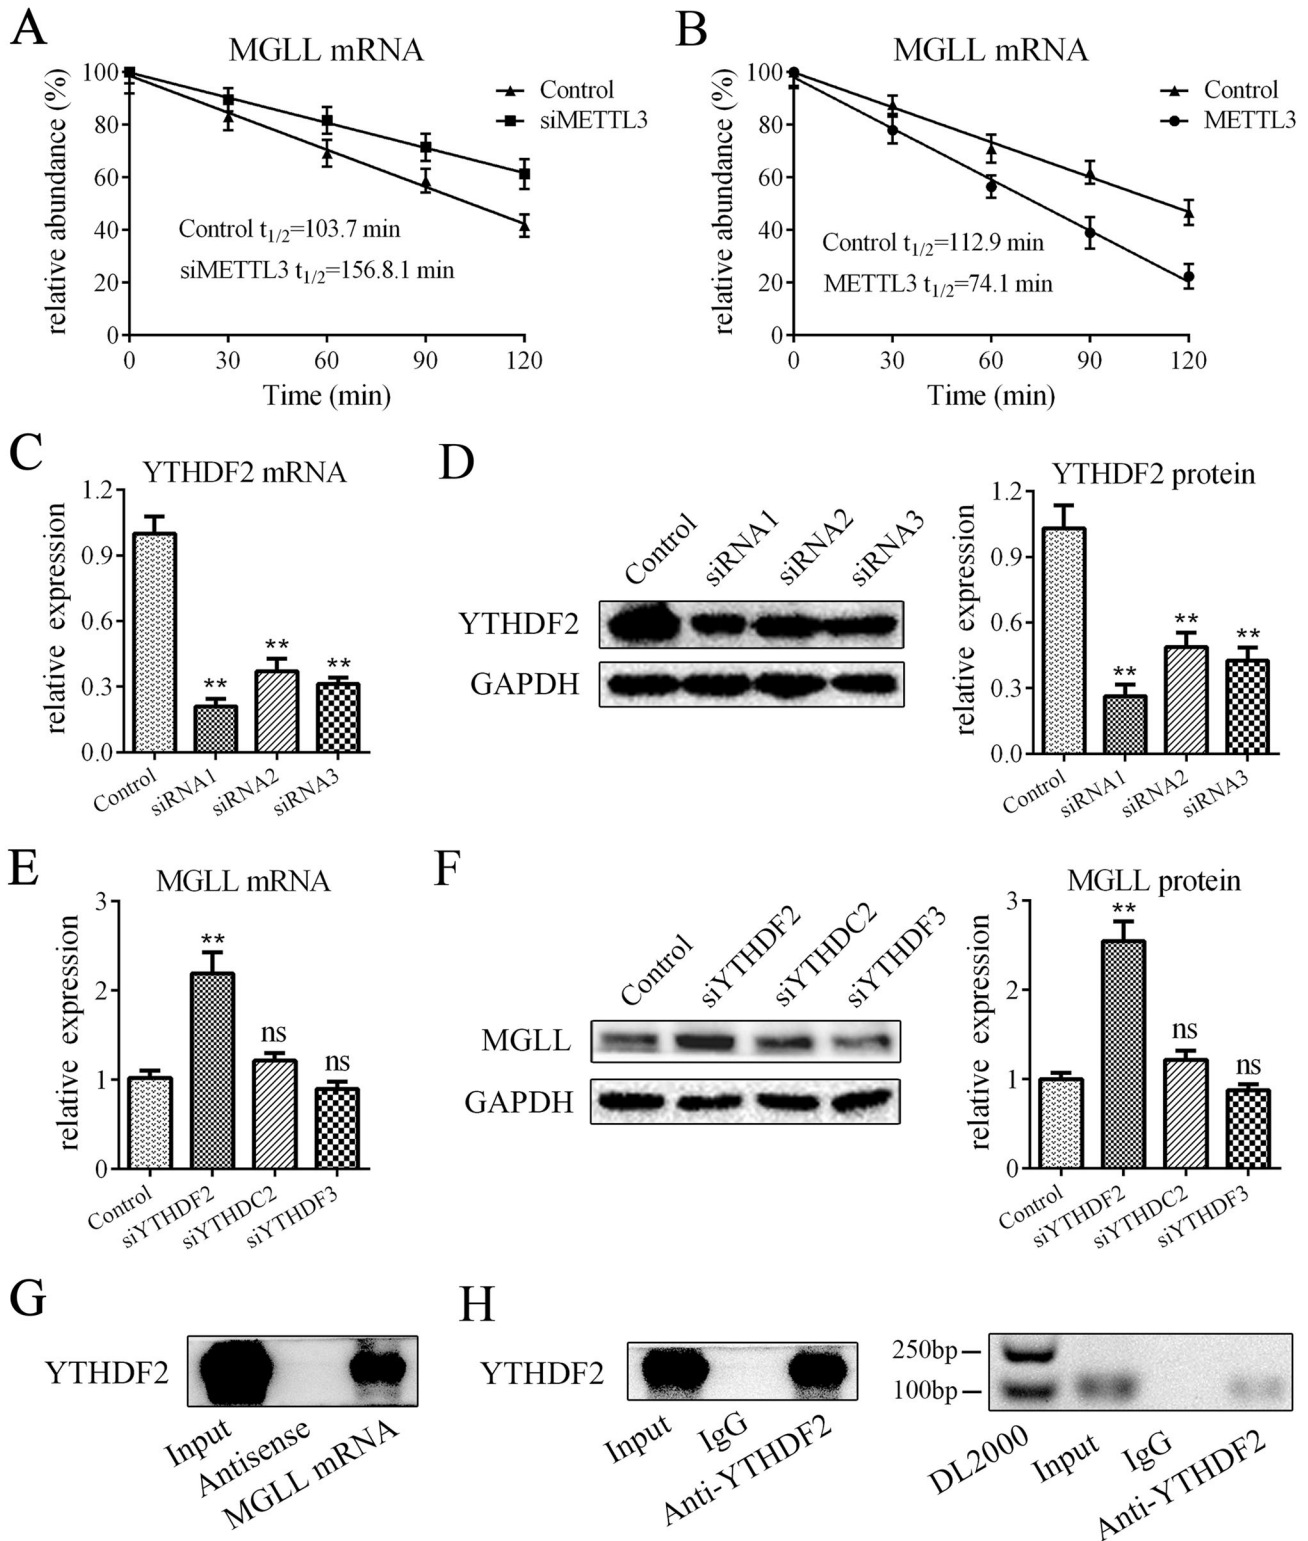 A
MGLL mRNA
relative abundance (%)
100
80
60
40
20
0
0 30 60 90 120
Time (min)
Control
siMETTL3
Control t1/2=103.7 min
siMETTL3 t1/2=156.8.1 min
B
MGLL mRNA
relative abundance (%)
100
80
60
40
20
0
0 30 60 90 120
Time (min)
Control
METTL3
Control t1/2=112.9 min
METTL3 t1/2=74.1 min
C
YTHDF2 mRNA
relative expression
1.2
0.9
0.6
0.3
0.0
**
**
**
Control
siRNA1
siRNA2
siRNA3
D
Control
siRNA1
siRNA2
siRNA3
YTHDF2
GAPDH
YTHDF2 protein
relative expression
1.2
0.9
0.6
0.3
0.0
**
**
**
Control
siRNA1
siRNA2
siRNA3
E
MGLL mRNA
relative expression
3
2
1
0
**
ns
ns
Control
siYTHDF2
siYTHDC2
siYTHDF3
F
Control
siYTHDF2
siYTHDC2
siYTHDF3
MGLL
GAPDH
MGLL protein
relative expression
3
2
1
0
**
ns
ns
Control
siYTHDF2
siYTHDC2
siYTHDF3
G
YTHDF2
Input
Antisense
MGLL mRNA
H
YTHDF2
Input
IgG
Anti-YTHDF2
250bp
100bp
DL2000
Input
IgG
Anti-YTHDF2